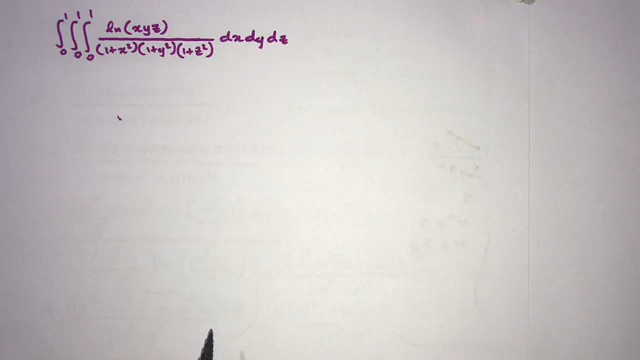 ∫₀¹ ∫₀¹ ∫₀¹ ln(xyz) / (1+x²)(1+y²)(1+z²) dx dy dz